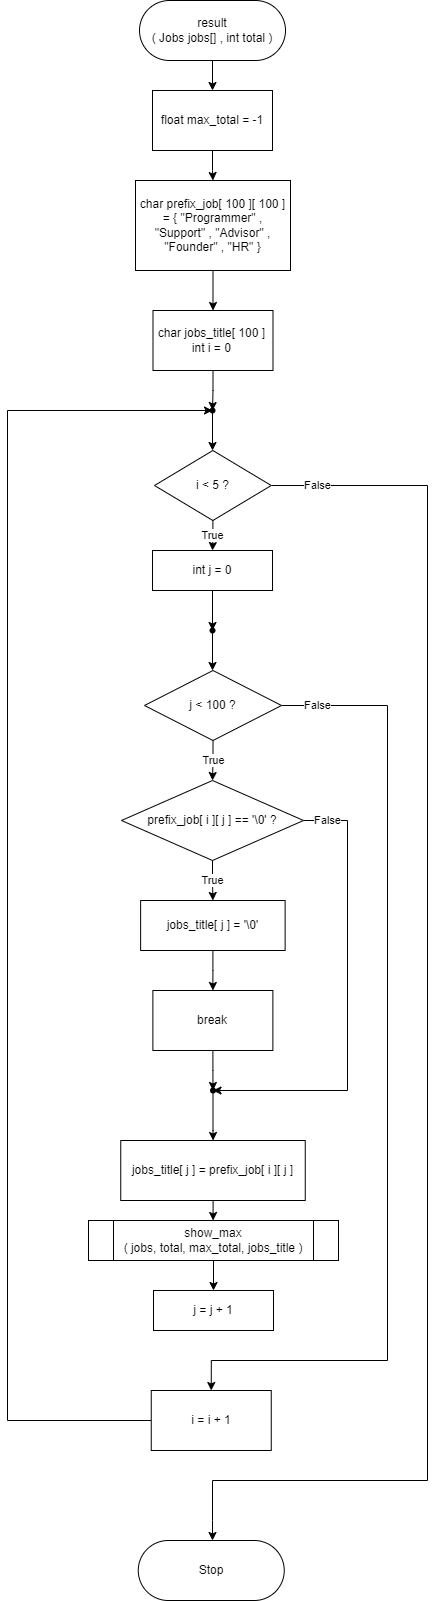 result
( Jobs jobs[] , int total )
float max_total = -1
char prefix_job[ 100 ][ 100 ]
= { "Programmer" ,
"Support" , "Advisor" ,
"Founder" , "HR" }
char jobs_title[ 100 ]
int i = 0
i < 5 ?
False
True
int j = 0
j < 100 ?
False
True
prefix_job[ i ][ j ] == '\0' ?
False
True
jobs_title[ j ] = '\0'
break
jobs_title[ j ] = prefix_job[ i ][ j ]
show_max
( jobs, total, max_total, jobs_title )
j = j + 1
i = i + 1
Stop